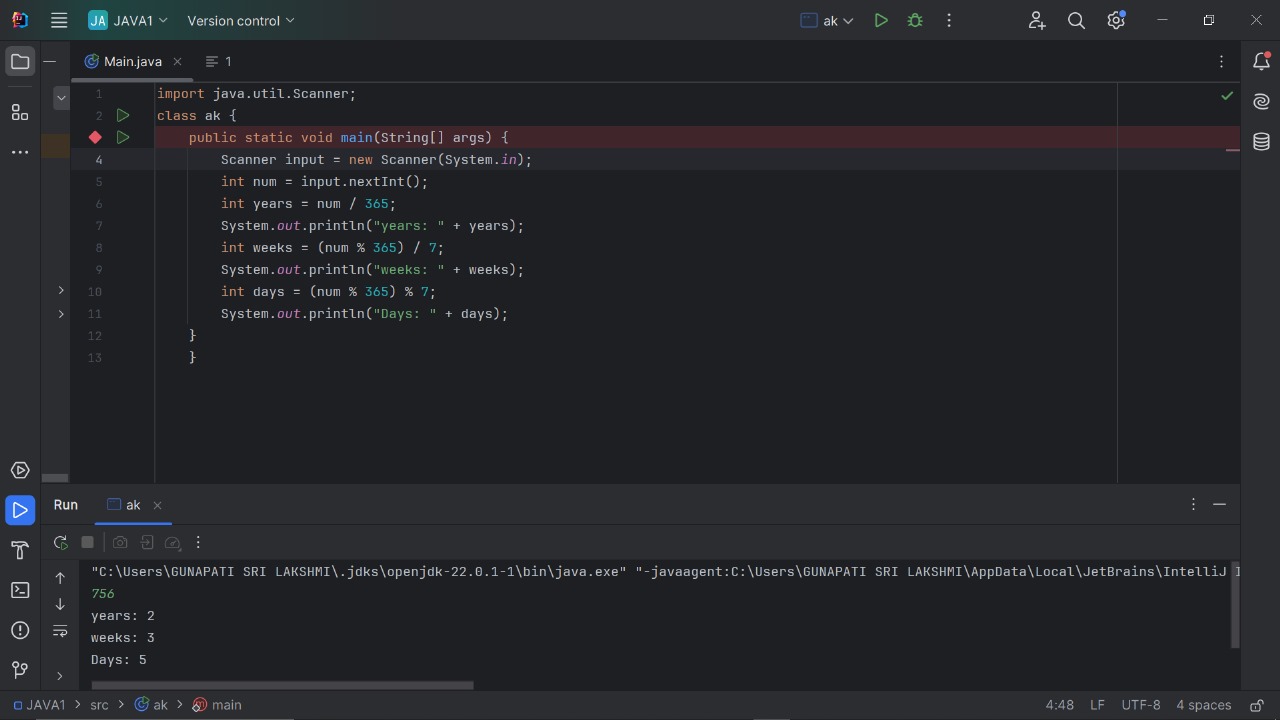 JA JAVA1 Version control ak
Main.java 1
1 import java.util.Scanner;
2 class ak {
public static void main(String[] args) {
4 Scanner input = new Scanner(System.in);
5 int num = input.nextInt();
6 int years = num / 365;
7 System.out.println("years: " + years);
8 int weeks = (num % 365) / 7;
9 System.out.println("weeks: " + weeks);
10 int days = (num % 365) % 7;
11 System.out.println("Days: " + days);
12 }
13 }
Run ak
"C:\Users\GUNAPATI SRI LAKSHMI\.jdks\openjdk-22.0.1-1\bin\java.exe" "-javaagent:C:\Users\GUNAPATI SRI LAKSHMI\AppData\Local\JetBrains\IntelliJ I
756
years: 2
weeks: 3
Days: 5
JAVA1 > src > ak > main 4:48 LF UTF-8 4 spaces